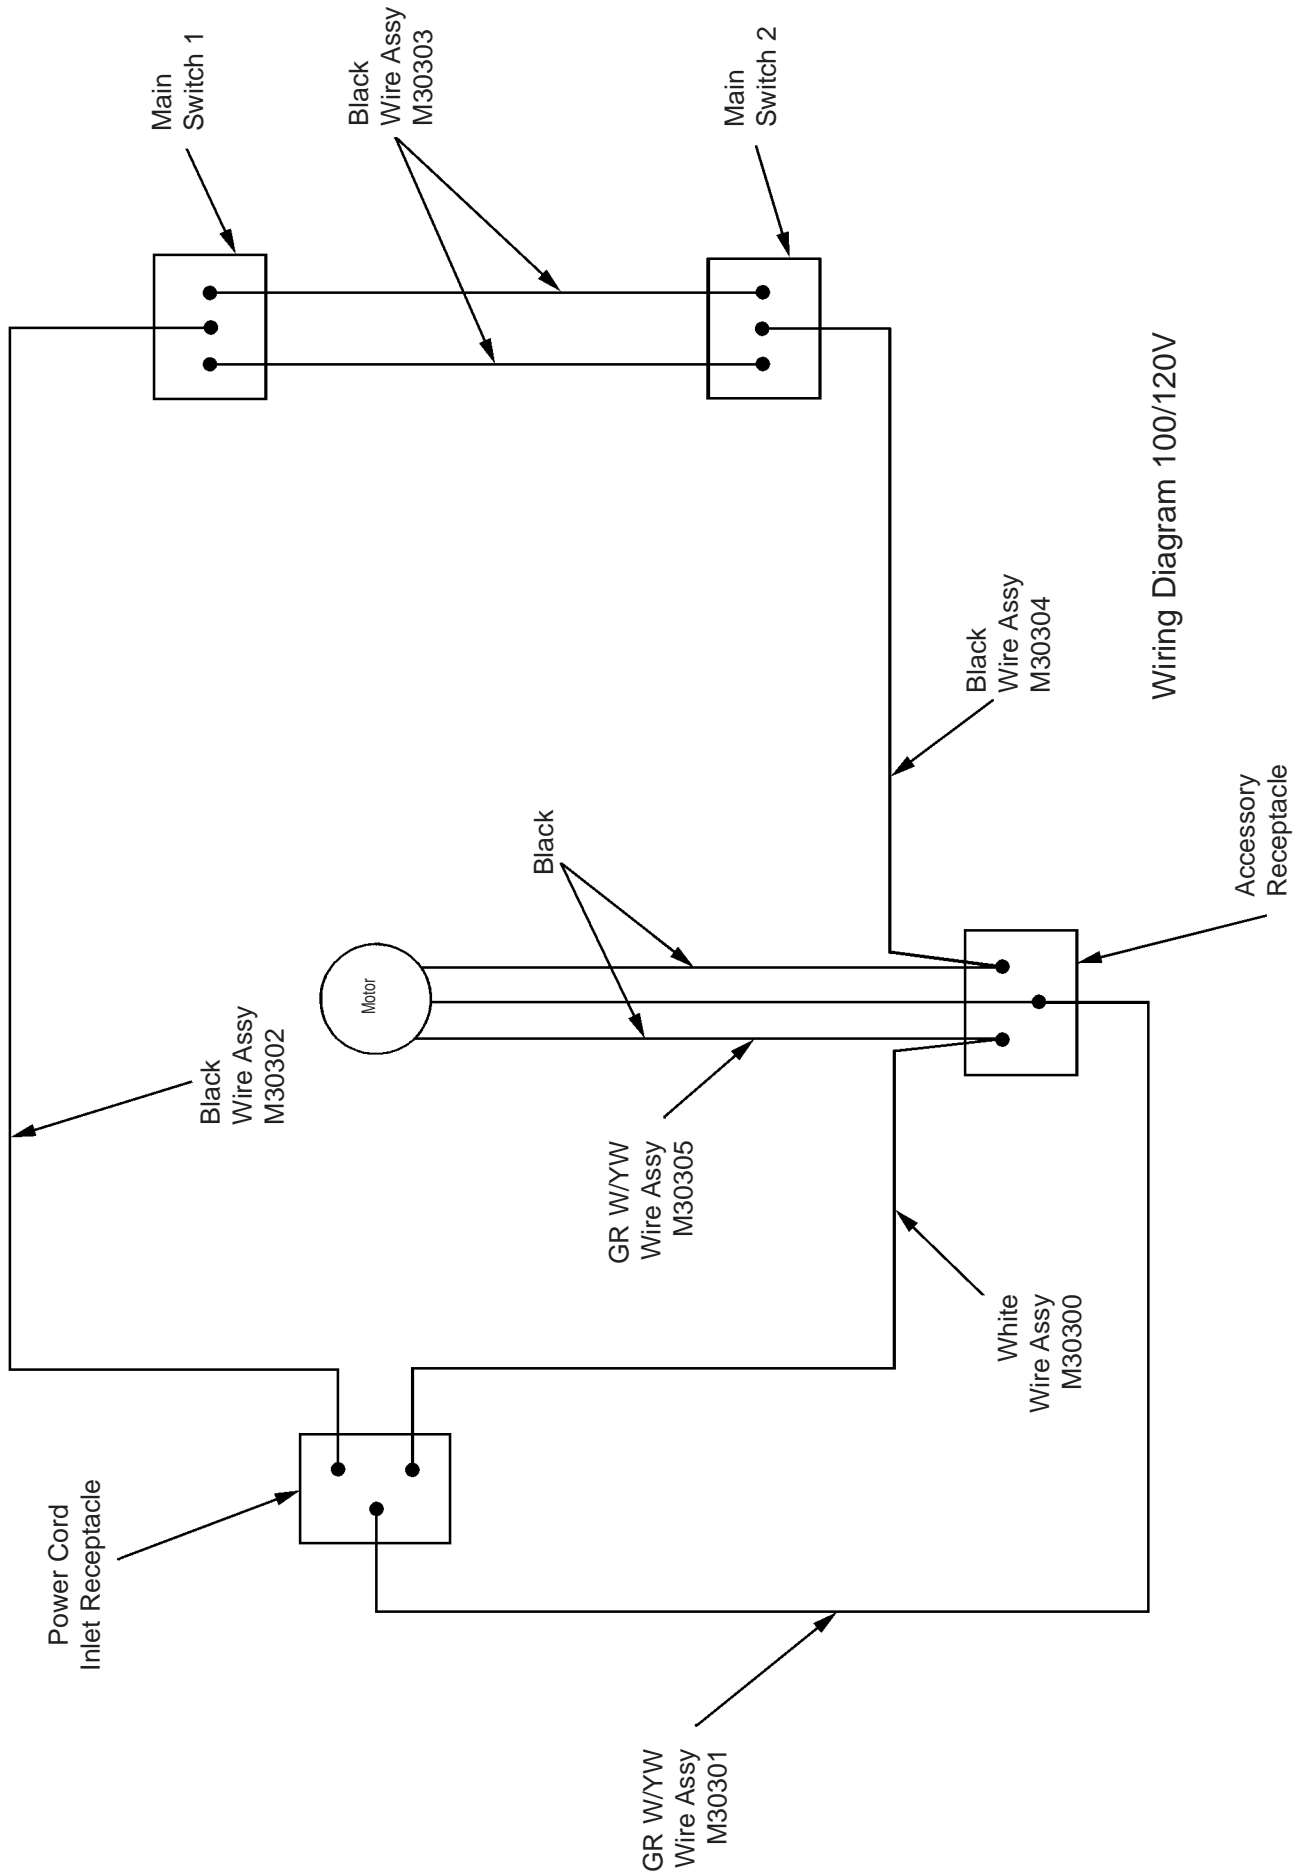 Power Cord
Inlet Receptacle
Black
Wire Assy
M30302
Main
Switch 1
Black
Wire Assy
M30303
Main
Switch 2
Motor
Black
GR W/YW
Wire Assy
M30305
Black
Wire Assy
M30304
White
Wire Assy
M30300
GR W/YW
Wire Assy
M30301
Accessory
Receptacle
Wiring Diagram 100/120V